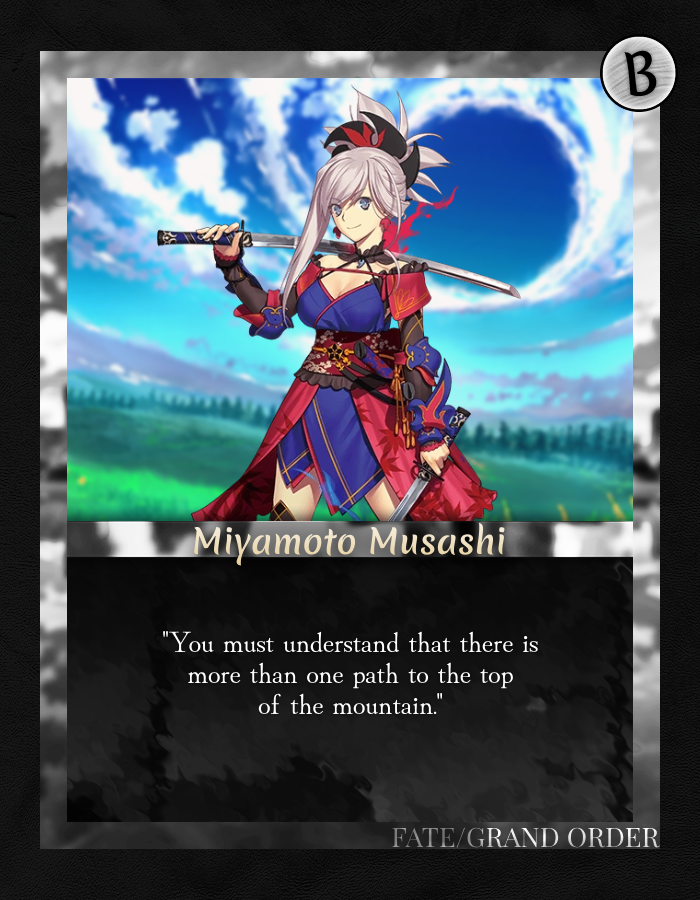 B
Miyamoto Musashi
"You must understand that there is
more than one path to the top
of the mountain."
FATE/GRAND ORDER